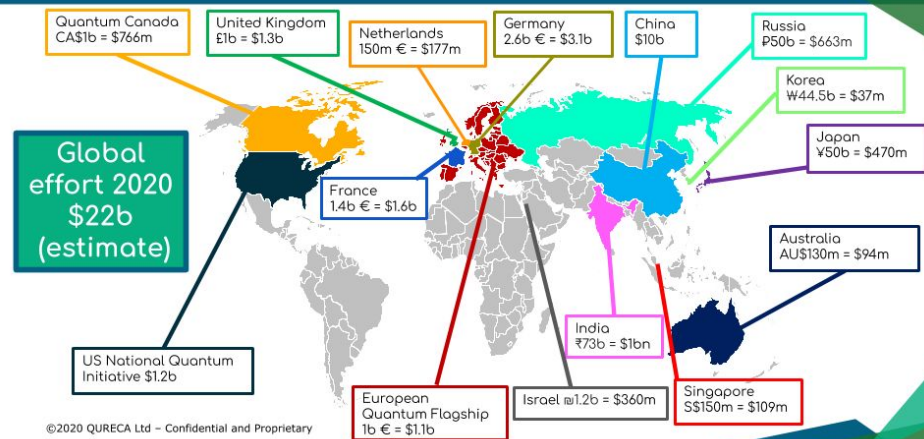 Quantum Canada
CA$1b = $766m
United Kingdom
£1b = $1.3b
Netherlands
150m € = $177m
Germany
2.6b € = $3.1b
China
$10b
Russia
₽50b = $663m
Korea
₩44.5b = $37m
Japan
¥50b = $470m
Global
effort 2020
$22b
(estimate)
France
1.4b € = $1.6b
Australia
AU$130m = $94m
India
₹73b = $1bn
US National Quantum
Initiative $1.2b
European
Quantum Flagship
1b € = $1.1b
Israel ₪1.2b = $360m
Singapore
S$150m = $109m
©2020 QURECA Ltd – Confidential and Proprietary